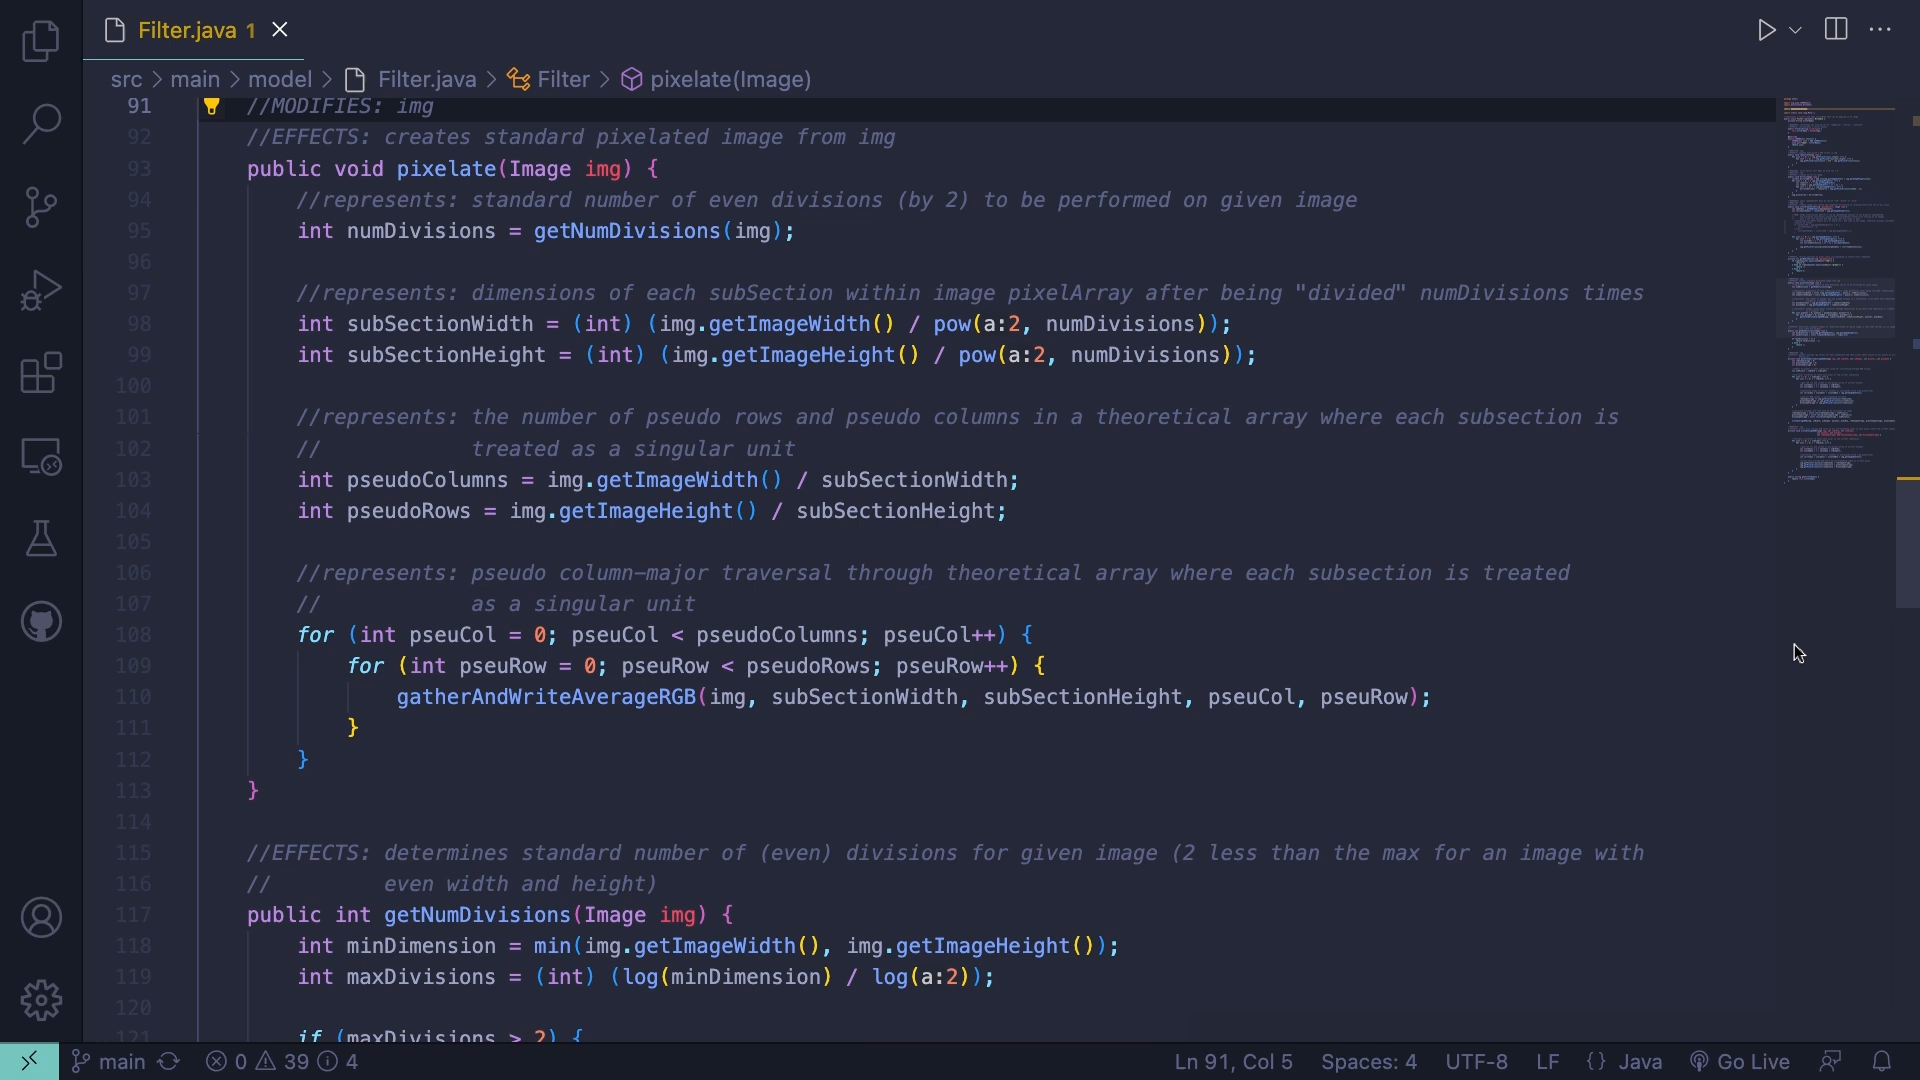 Filter.java 1
src > main > model > Filter.java > Filter > pixelate(Image)
91 //MODIFIES: img
92 //EFFECTS: creates standard pixelated image from img
93 public void pixelate(Image img) {
94 //represents: standard number of even divisions (by 2) to be performed on given image
95 int numDivisions = getNumDivisions(img);
96
97 //represents: dimensions of each subSection within image pixelArray after being "divided" numDivisions times
98 int subSectionWidth = (int) (img.getImageWidth() / pow(a:2, numDivisions));
99 int subSectionHeight = (int) (img.getImageHeight() / pow(a:2, numDivisions));
100
101 //represents: the number of pseudo rows and pseudo columns in a theoretical array where each subsection is
102 // treated as a singular unit
103 int pseudoColumns = img.getImageWidth() / subSectionWidth;
104 int pseudoRows = img.getImageHeight() / subSectionHeight;
105
106 //represents: pseudo column-major traversal through theoretical array where each subsection is treated
107 // as a singular unit
108 for (int pseuCol = 0; pseuCol < pseudoColumns; pseuCol++) {
109 for (int pseuRow = 0; pseuRow < pseudoRows; pseuRow++) {
110 gatherAndWriteAverageRGB(img, subSectionWidth, subSectionHeight, pseuCol, pseuRow);
111 }
112 }
113 }
114
115 //EFFECTS: determines standard number of (even) divisions for given image (2 less than the max for an image with
116 // even width and height)
117 public int getNumDivisions(Image img) {
118 int minDimension = min(img.getImageWidth(), img.getImageHeight());
119 int maxDivisions = (int) (log(minDimension) / log(a:2));
120
121 if (maxDivisions > 2) {
main 0 39 4 Ln 91, Col 5 Spaces: 4 UTF-8 LF {} Java Go Live